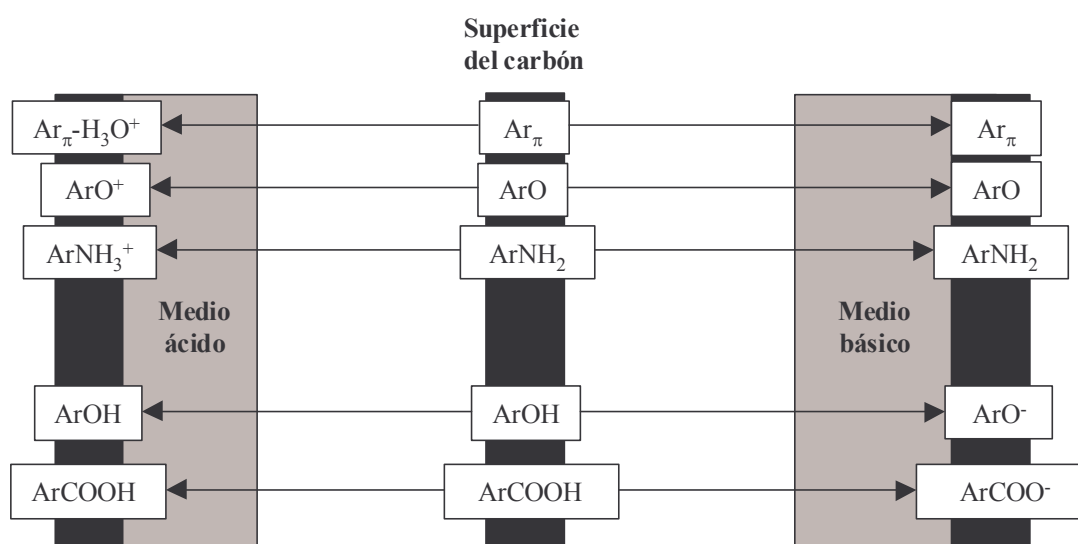 Superficie
del carbón
Arπ-H3O+
Arπ
Arπ
ArO+
ArO
ArO
ArNH3+
ArNH2
ArNH2
Medio
ácido
Medio
básico
ArOH
ArOH
ArO-
ArCOOH
ArCOOH
ArCOO-